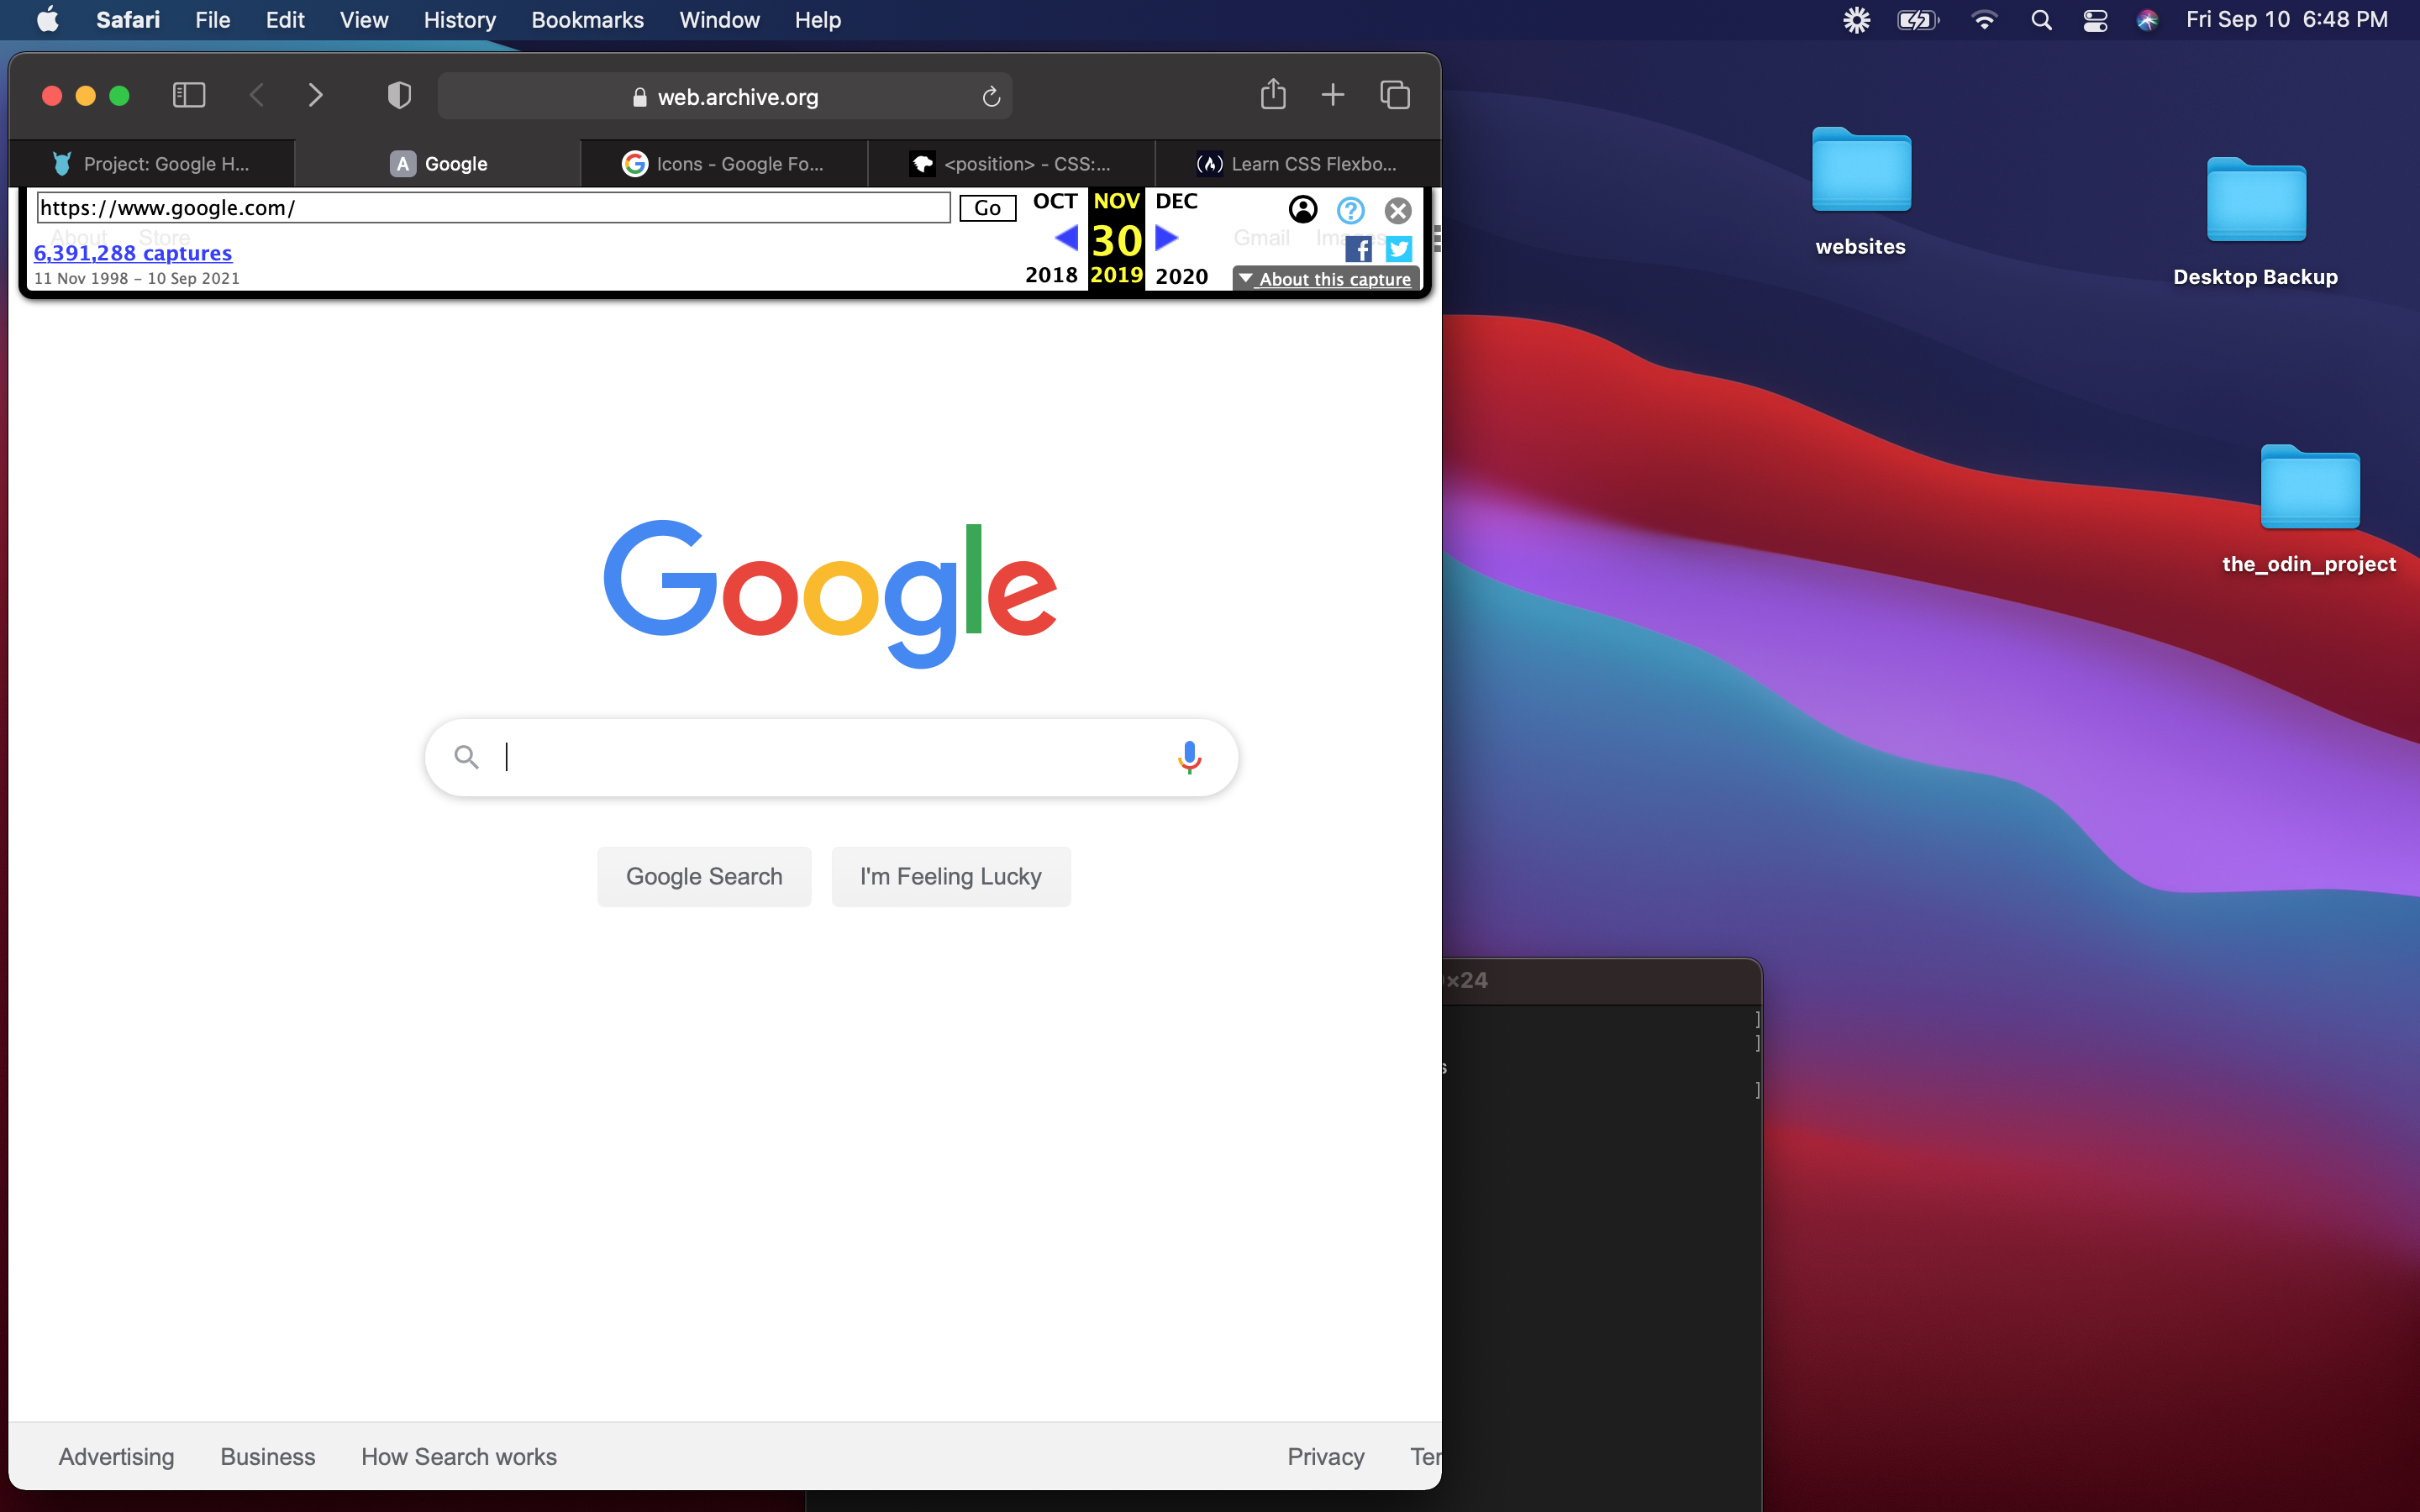 Safari File Edit View History Bookmarks Window Help Fri Sep 10 6:48 PM
web.archive.org
Project: Google H... A Google Icons - Google Fo... <position> - CSS:... Learn CSS Flexbo...
https://www.google.com/ Go OCT NOV DEC
About Store 30 Gmail Images
6,391,288 captures
11 Nov 1998 – 10 Sep 2021 2018 2019 2020 About this capture
websites
Desktop Backup
the_odin_project
Google
Google Search I'm Feeling Lucky
×24
]
]
s
]
Advertising Business How Search works Privacy Ter